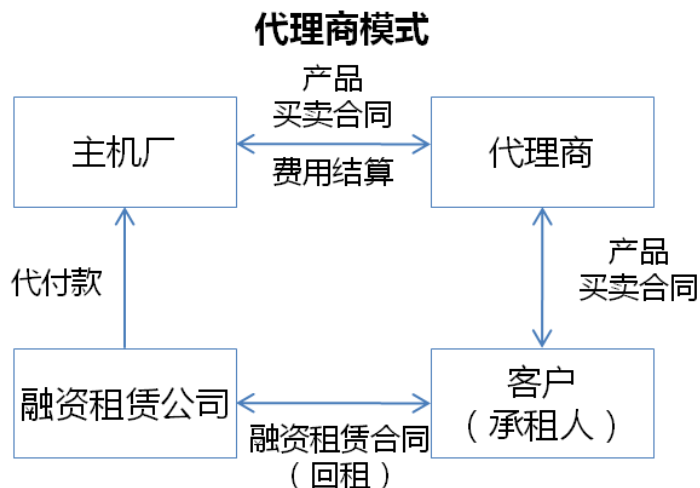 代理商模式
产品
买卖合同
主机厂
代理商
费用结算
代付款
产品
买卖合同
融资租赁公司
客户
（承租人）
融资租赁合同
（回租）